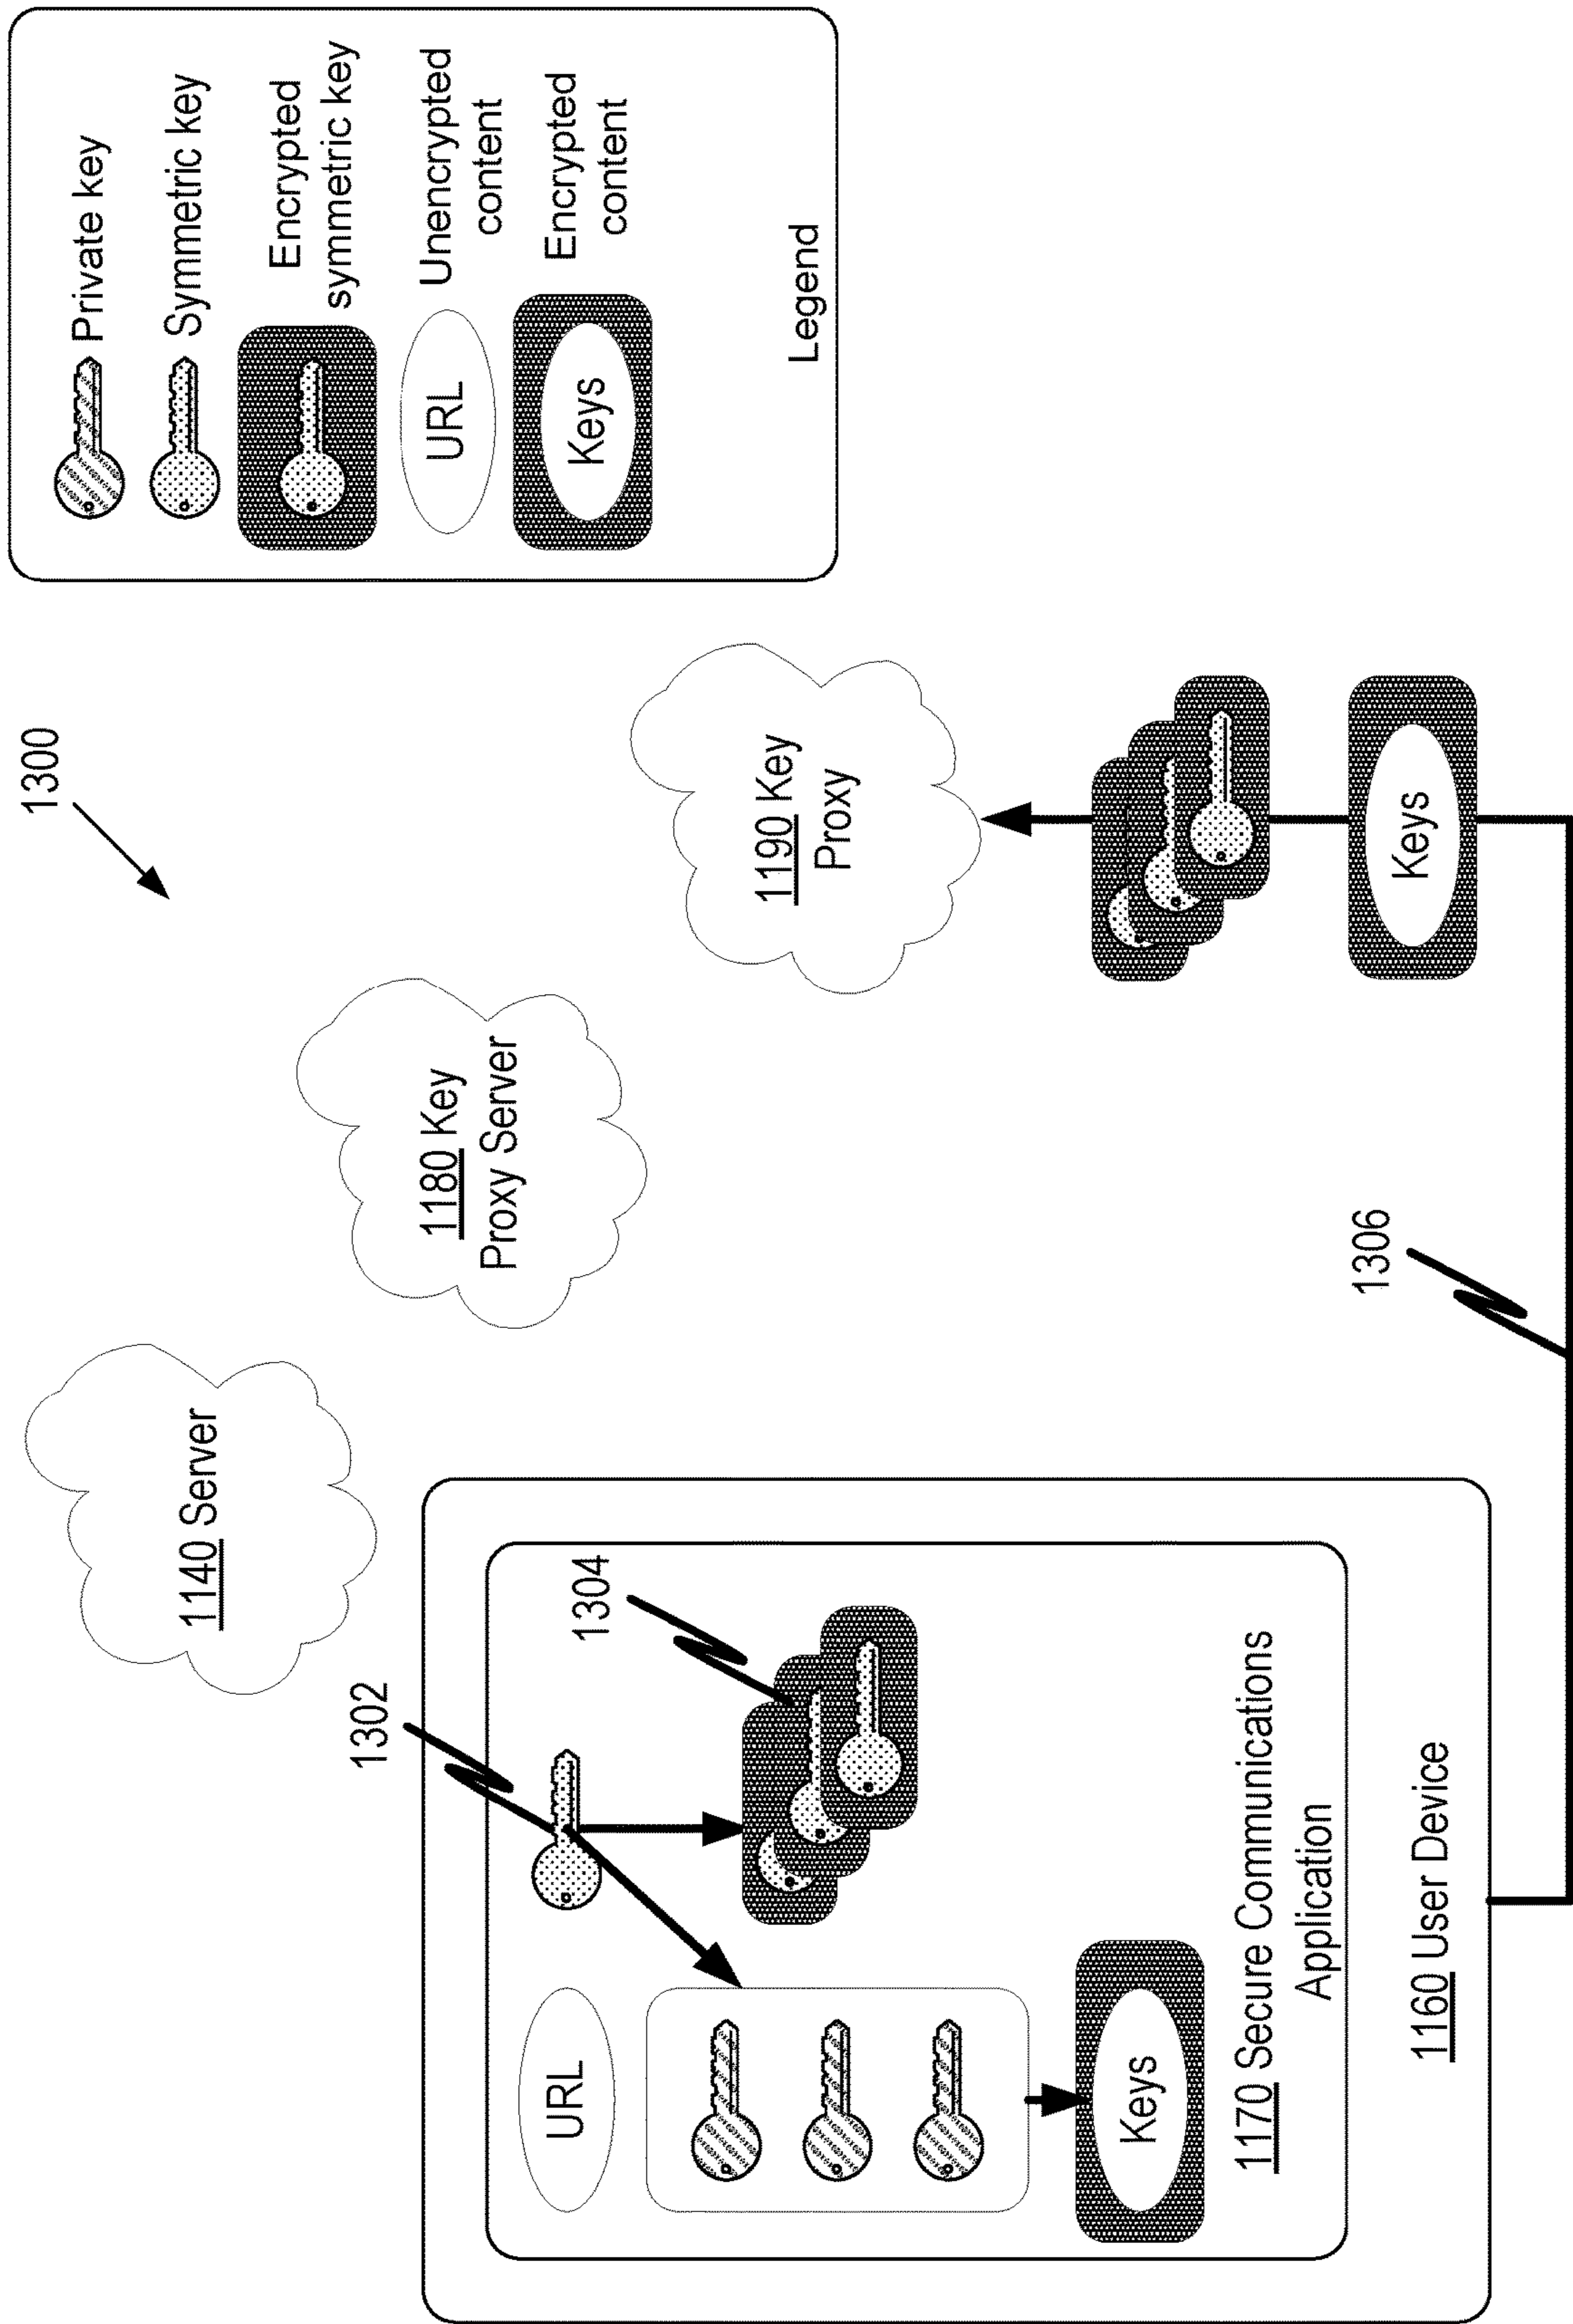 1300
Private key
Symmetric key
Encrypted
symmetric key
URL
Unencrypted
content
Keys
Encrypted
content
Legend
1140 Server
1180 Key
Proxy Server
1190 Key
Proxy
1302
1304
URL
Keys
1170 Secure Communications
Application
1160 User Device
1306
Keys